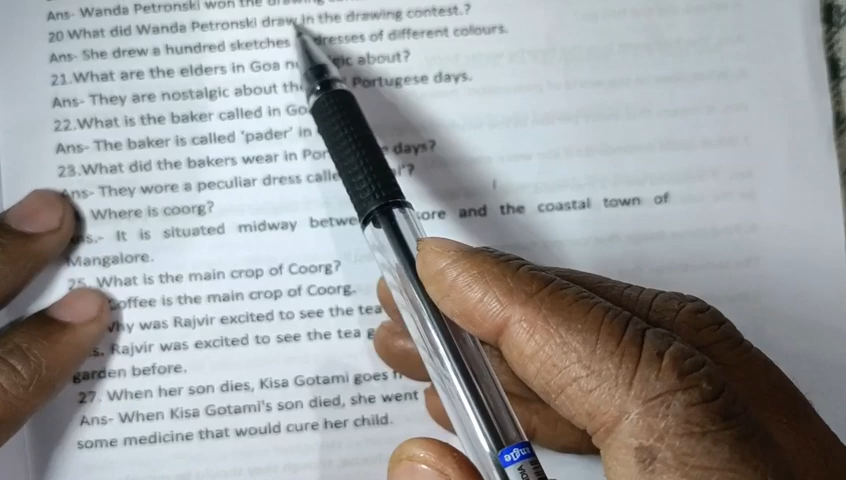 Ans- Wanda Petronski won the
20 What did Wanda Petronski draw in the drawing contest.?
Ans- She drew a hundred sketches dresses of different colours.
21.What are the elders in Goa about?
Ans- They are nostalgic about the Portugese days.
22.What is the baker called in
Ans- The baker is called 'pader' in
23.What did the bakers wear in days?
Ans- They wore a peculiar dress
Where is coorg?
It is situated midway and the coastal town of
Mangalore.
25. What is the main crop of Coorg?
Coffee is the main crop of Coorg.
was Rajvir excited to see the tea
Rajvir was excited to see the tea
garden before.
27. When her son dies, Kisa Gotami goes
Ans- When Kisa Gotami's son died, she went
some medicine that would cure her child.